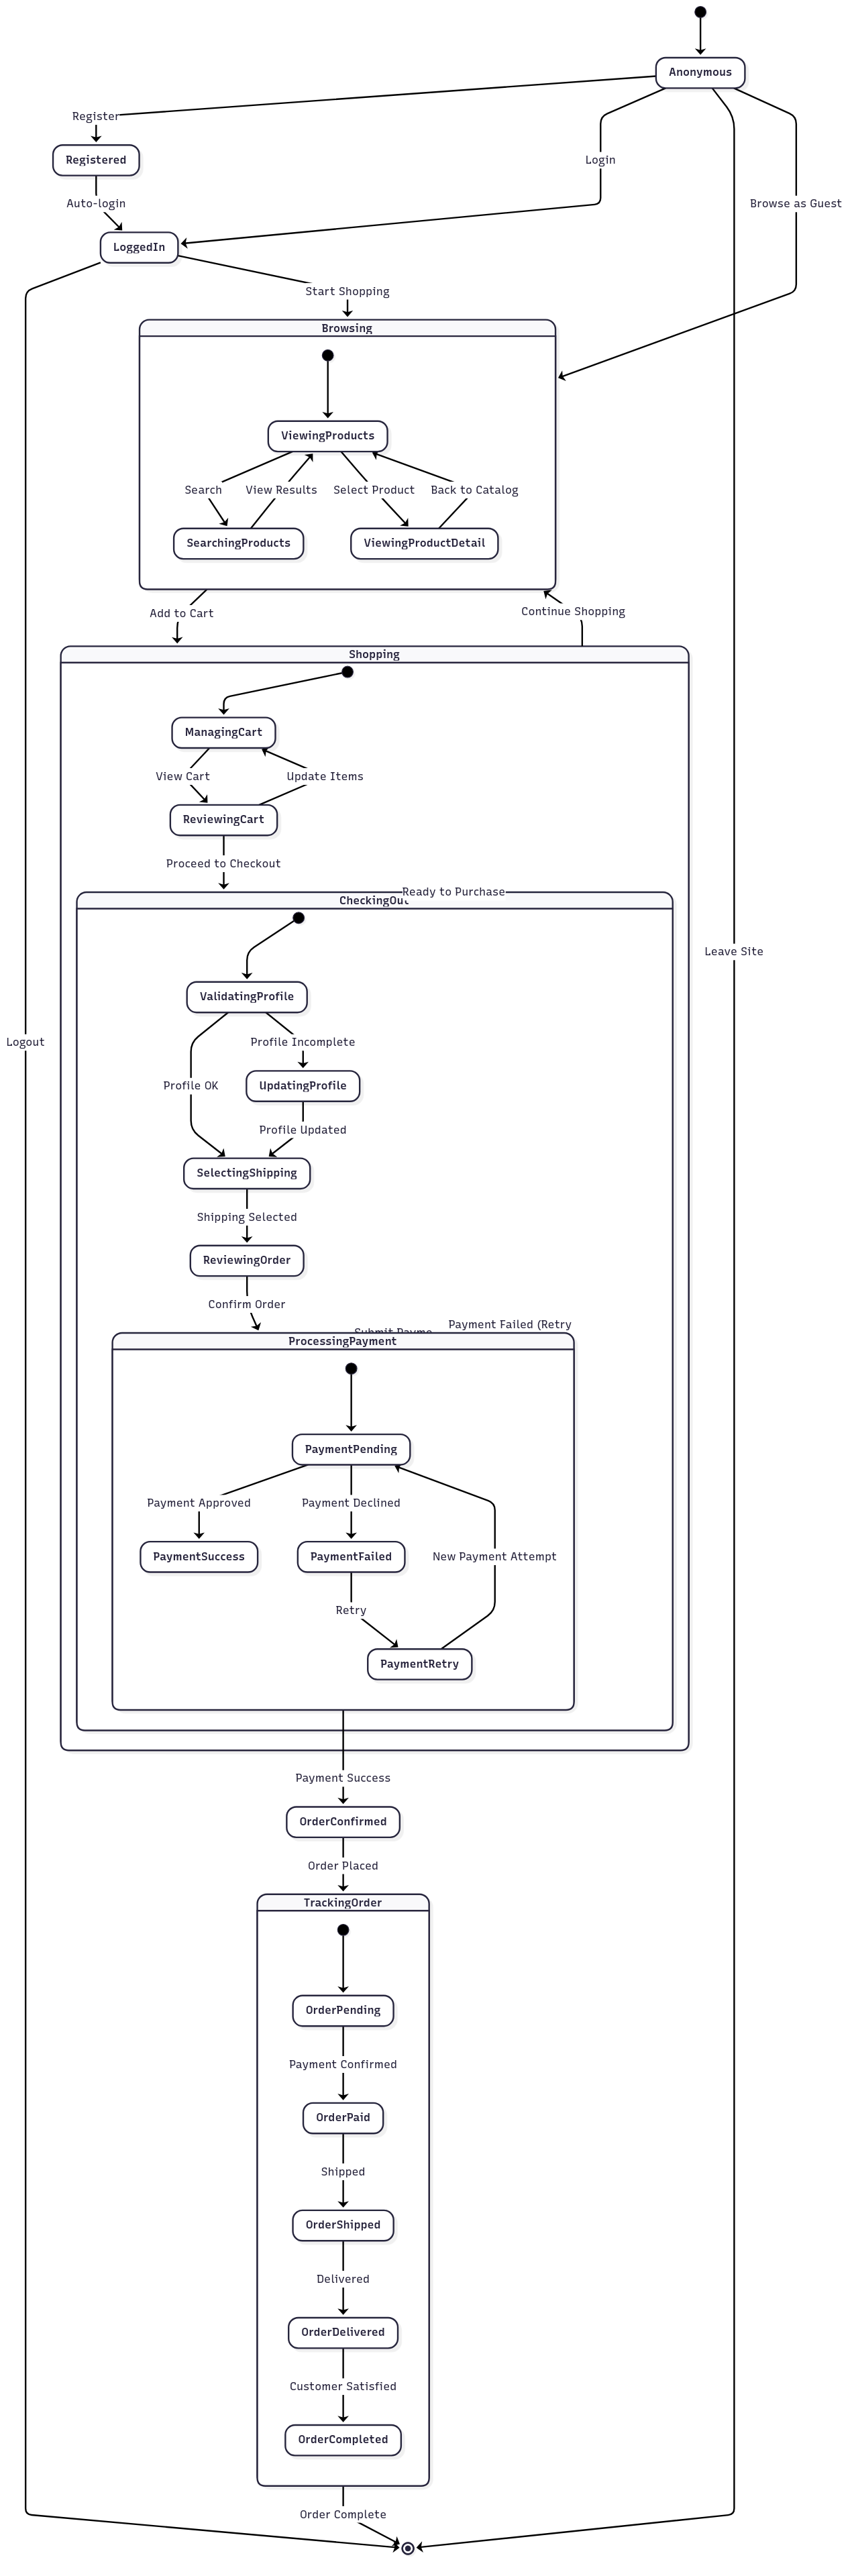 Anonymous
Register
Registered
Login
Auto-login
Browse as Guest
LoggedIn
Start Shopping
Browsing
ViewingProducts
Search
View Results
Select Product
Back to Catalog
SearchingProducts
ViewingProductDetail
Add to Cart
Continue Shopping
Shopping
ManagingCart
View Cart
Update Items
ReviewingCart
Proceed to Checkout
Ready to Purchase
ValidatingProfile
Leave Site
Logout
Profile Incomplete
Profile OK
UpdatingProfile
Profile Updated
SelectingShipping
Shipping Selected
ReviewingOrder
Confirm Order
Payment Failed (Retry
ProcessingPayment
PaymentPending
Payment Approved
Payment Declined
PaymentSuccess
PaymentFailed
New Payment Attempt
Retry
PaymentRetry
Payment Success
OrderConfirmed
Order Placed
TrackingOrder
OrderPending
Payment Confirmed
OrderPaid
Shipped
OrderShipped
Delivered
OrderDelivered
Customer Satisfied
OrderCompleted
Order Complete